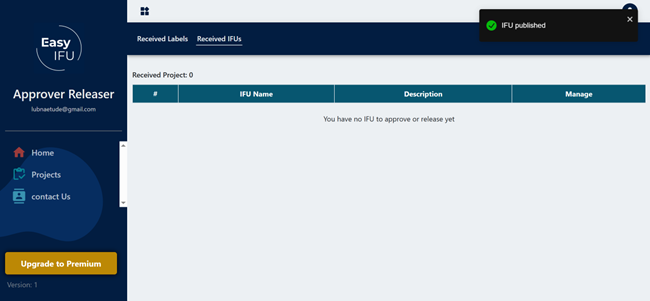 Easy
IFU
Approver Releaser
lubnaetude@gmail.com
Home
Projects
contact Us
Upgrade to Premium
Version: 1
IFU published
Received Labels Received IFUs
Received Project: 0
# IFU Name Description Manage
You have no IFU to approve or release yet